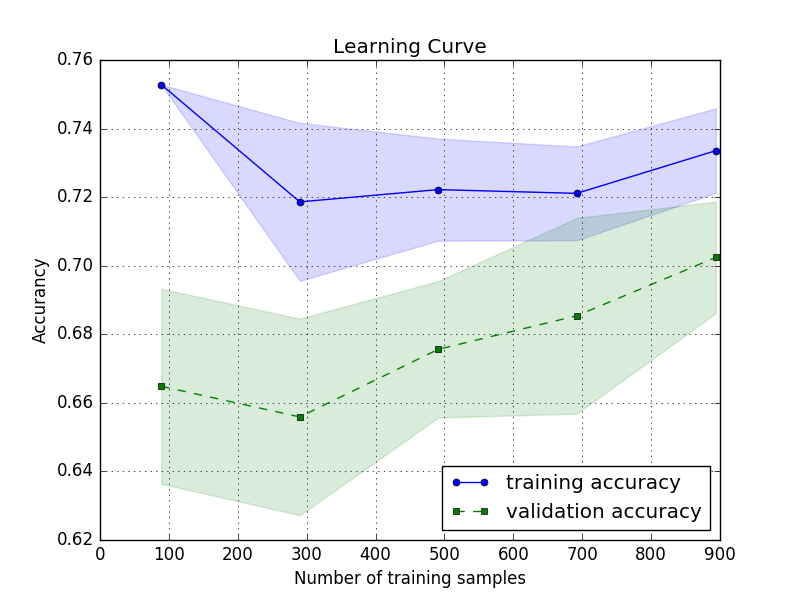 Learning Curve
0.76
0.74
0.72
0.70
0.68
0.66
0.64
0.62
Accurancy
training accuracy
validation accuracy
0 100 200 300 400 500 600 700 800 900
Number of training samples